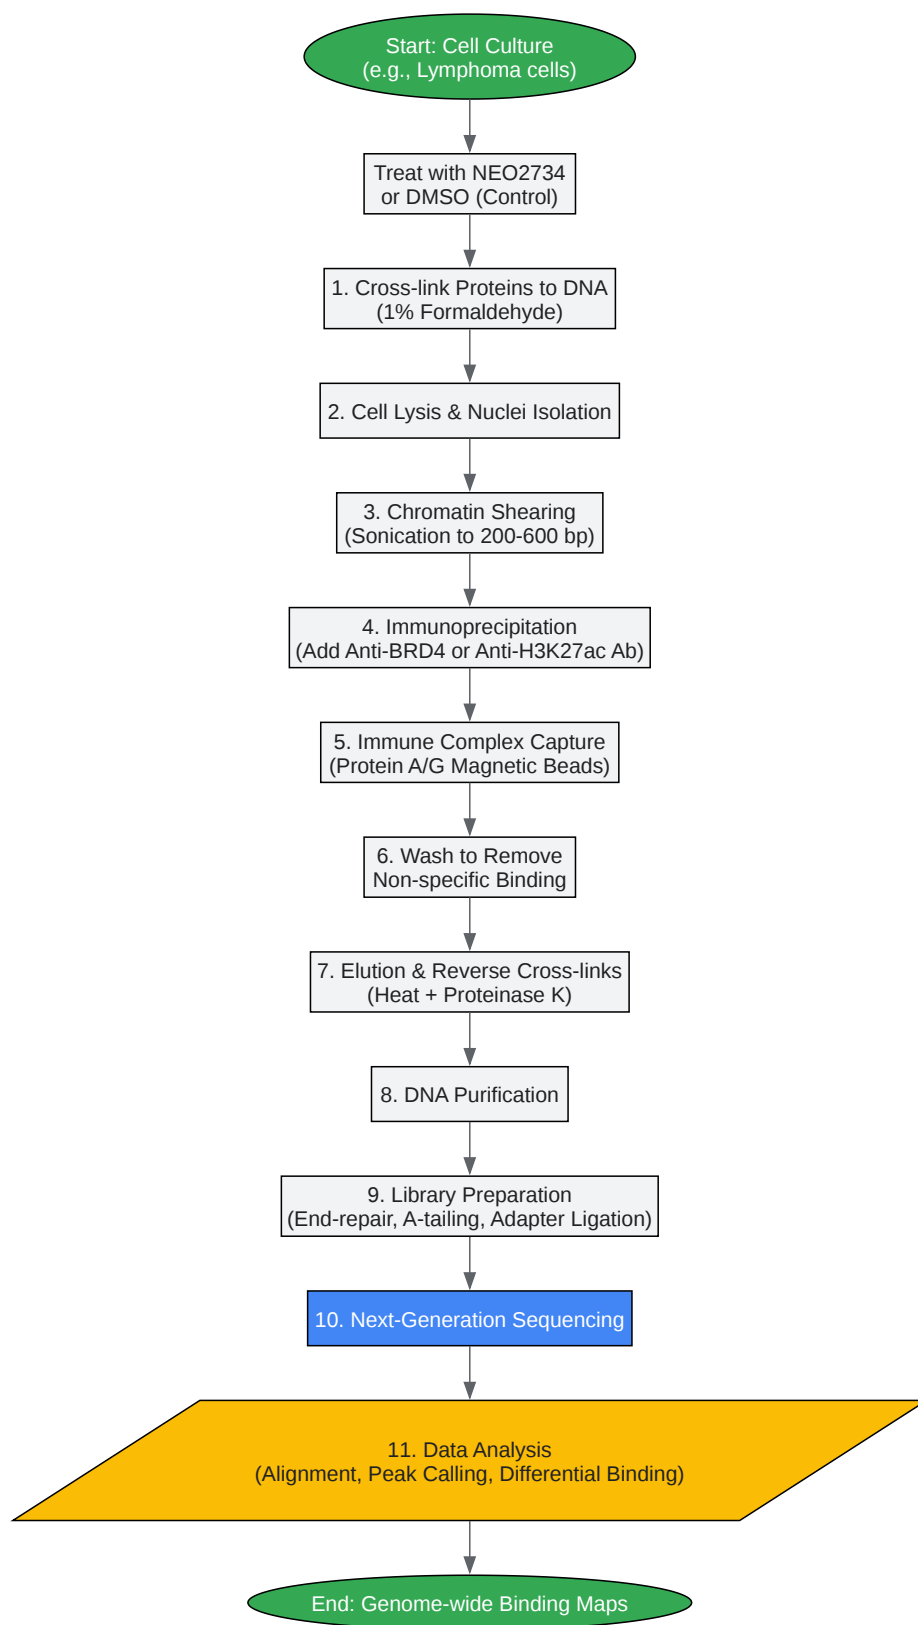 Start: Cell Culture
(e.g., Lymphoma cells)
Treat with NEO2734
or DMSO (Control)
1. Cross-link Proteins to DNA
(1% Formaldehyde)
2. Cell Lysis & Nuclei Isolation
3. Chromatin Shearing
(Sonication to 200-600 bp)
4. Immunoprecipitation
(Add Anti-BRD4 or Anti-H3K27ac Ab)
5. Immune Complex Capture
(Protein A/G Magnetic Beads)
6. Wash to Remove
Non-specific Binding
7. Elution & Reverse Cross-links
(Heat + Proteinase K)
8. DNA Purification
9. Library Preparation
(End-repair, A-tailing, Adapter Ligation)
10. Next-Generation Sequencing
11. Data Analysis
(Alignment, Peak Calling, Differential Binding)
End: Genome-wide Binding Maps